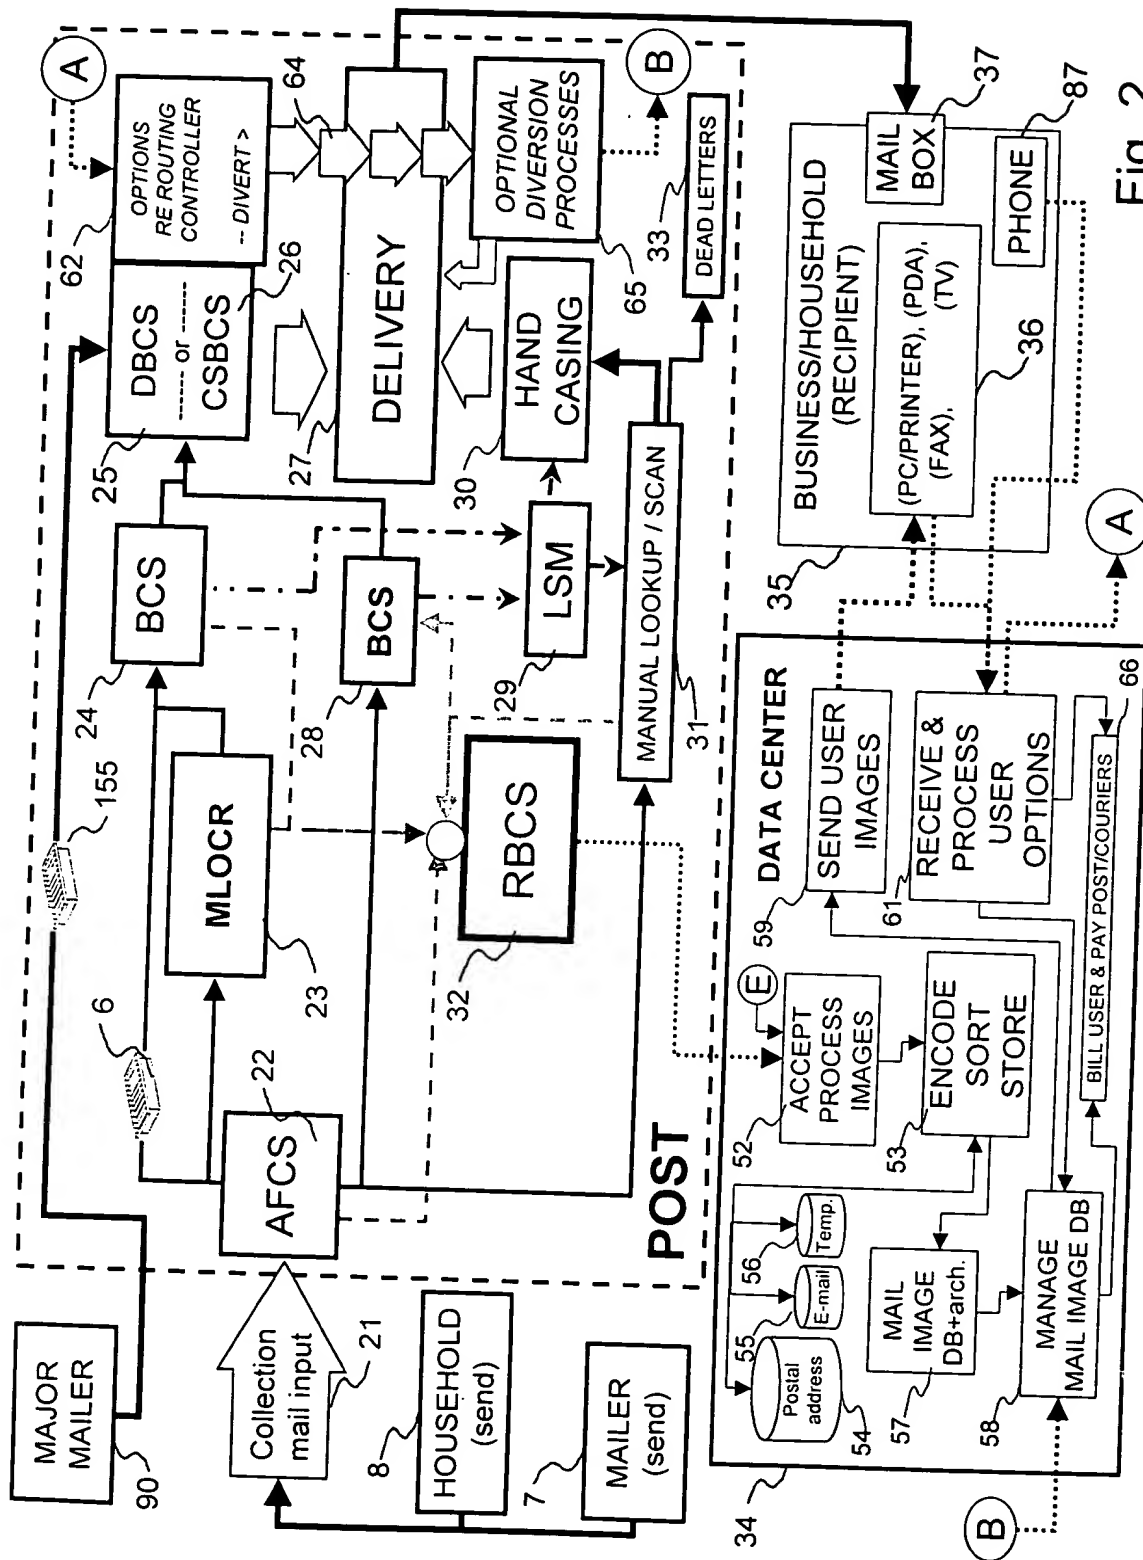 MAJOR
MAILER
90
155
6
A
62
OPTIONS
RE ROUTING
CONTROLLER
-- DIVERT >
24
BCS
25
DBCS
------ or ------
CSBCS
26
64
Collection
mail input
21
AFCS
22
MLOCR
23
28
BCS
27
DELIVERY
OPTIONAL
DIVERSION
PROCESSES
65
B
8
HOUSEHOLD
(send)
7
MAILER
(send)
32
RBCS
29
LSM
30
HAND
CASING
33
DEAD LETTERS
MANUAL LOOKUP / SCAN
31
POST
34
DATA CENTER
B
Postal
address
54
55
E-mail
56
Temp.
52
ACCEPT
PROCESS
IMAGES
E
53
ENCODE
SORT
STORE
57
MAIL
IMAGE
DB+arch.
58
MANAGE
MAIL IMAGE DB
59
SEND USER
IMAGES
61
RECEIVE &
PROCESS
USER
OPTIONS
BILL USER & PAY POST/COURIERS
66
35
BUSINESS/HOUSEHOLD
(RECIPIENT)
(PC/PRINTER), (PDA),
(FAX), (TV)
36
MAIL
BOX
37
PHONE
87
A
Fig. 2